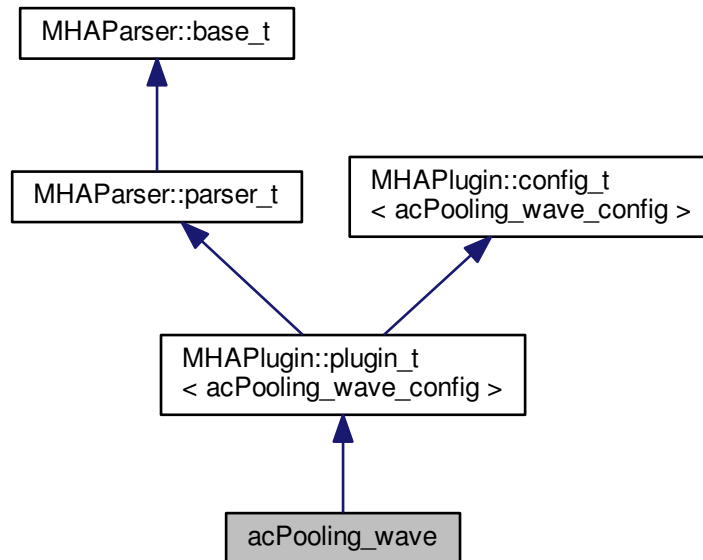 MHAParser::base_t
MHAParser::parser_t
MHAPlugin::config_t
< acPooling_wave_config >
MHAPlugin::plugin_t
< acPooling_wave_config >
acPooling_wave